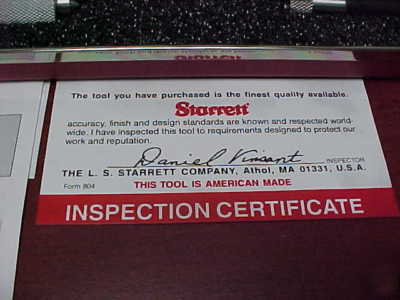 The tool you have purchased is the finest quality available.
Starrett
accuracy, finish and design standards are known and respected world-
wide. I have inspected this tool to requirements designed to protect our
work and reputation.
Daniel Vincent INSPECTOR
THE L. S. STARRETT COMPANY, Athol, MA 01331, U.S.A.
Form 804
THIS TOOL IS AMERICAN MADE
INSPECTION CERTIFICATE